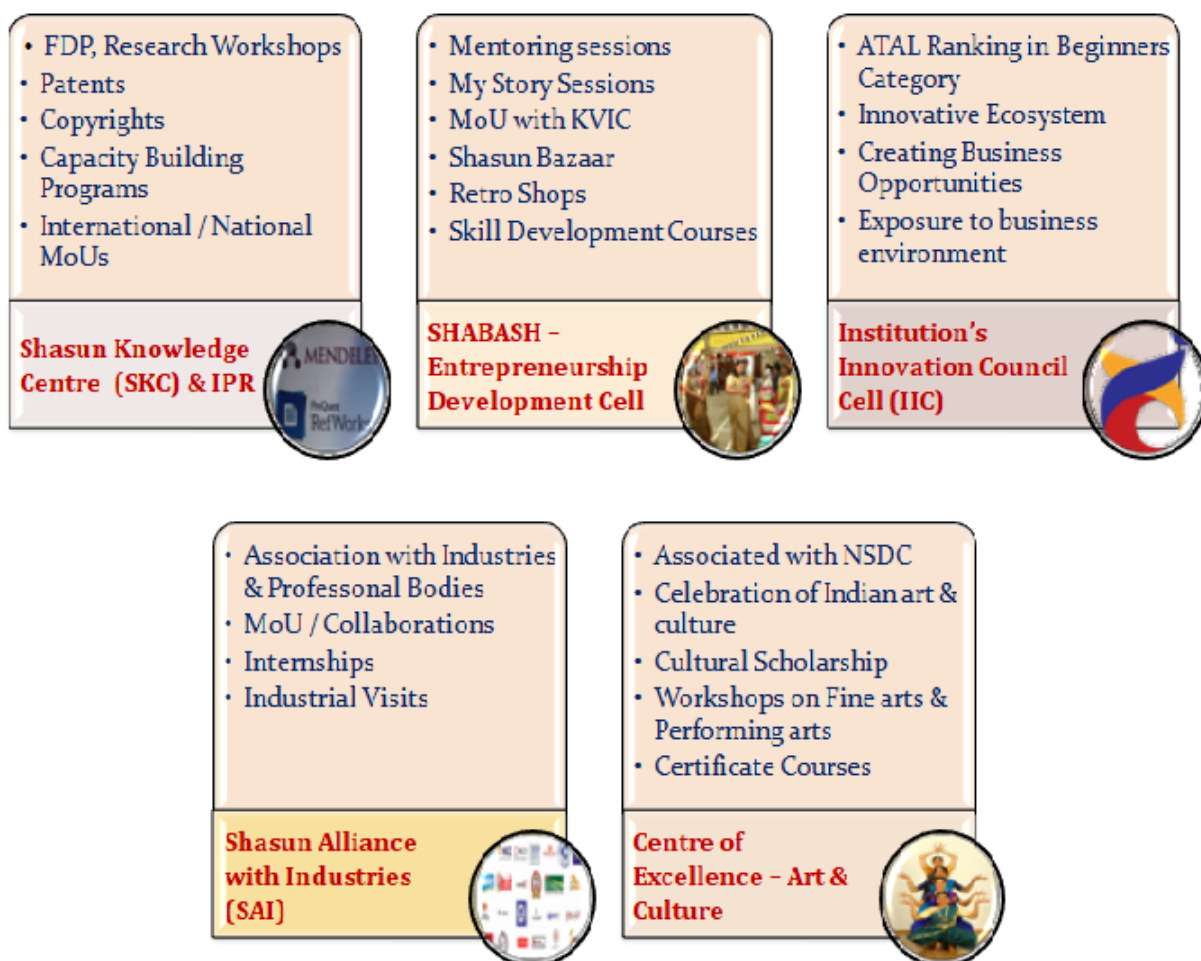 • FDP, Research Workshops
• Patents
• Copyrights
• Capacity Building
Programs
• International / National
MoUs
Shasun Knowledge
Centre (SKC) & IPR
MENDELEY
ProQuest
RefWorks
• Mentoring sessions
• My Story Sessions
• MoU with KVIC
• Shasun Bazaar
• Retro Shops
• Skill Development Courses
SHABASH –
Entrepreneurship
Development Cell
• ATAL Ranking in Beginners
Category
• Innovative Ecosystem
• Creating Business
Opportunities
• Exposure to business
environment
Institution’s
Innovation Council
Cell (IIC)
• Association with Industries
& Professonal Bodies
• MoU / Collaborations
• Internships
• Industrial Visits
Shasun Alliance
with Industries
(SAI)
• Associated with NSDC
• Celebration of Indian art &
culture
• Cultural Scholarship
• Workshops on Fine arts &
Performing arts
• Certificate Courses
Centre of
Excellence – Art &
Culture